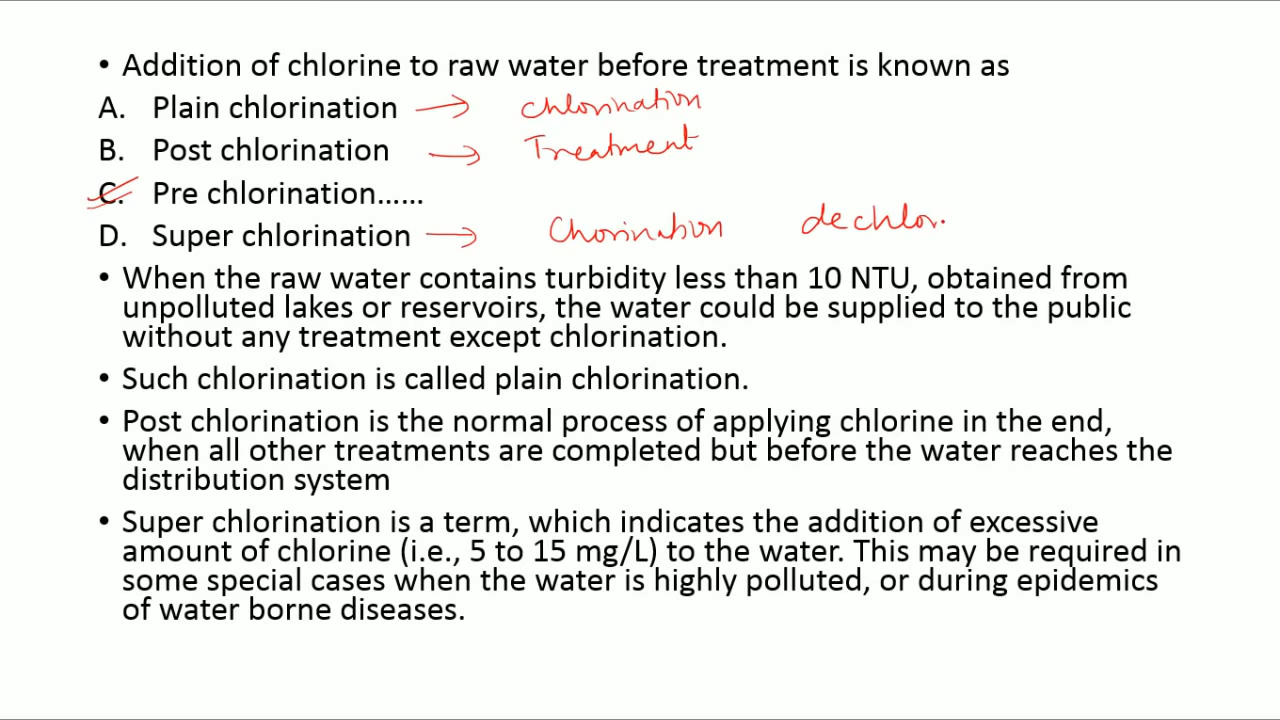 • Addition of chlorine to raw water before treatment is known as
A. Plain chlorination → chlorination
B. Post chlorination → Treatment
C. Pre chlorination......
D. Super chlorination → Chorination dechlor.
• When the raw water contains turbidity less than 10 NTU, obtained from
unpolluted lakes or reservoirs, the water could be supplied to the public
without any treatment except chlorination.
• Such chlorination is called plain chlorination.
• Post chlorination is the normal process of applying chlorine in the end,
when all other treatments are completed but before the water reaches the
distribution system
• Super chlorination is a term, which indicates the addition of excessive
amount of chlorine (i.e., 5 to 15 mg/L) to the water. This may be required in
some special cases when the water is highly polluted, or during epidemics
of water borne diseases.